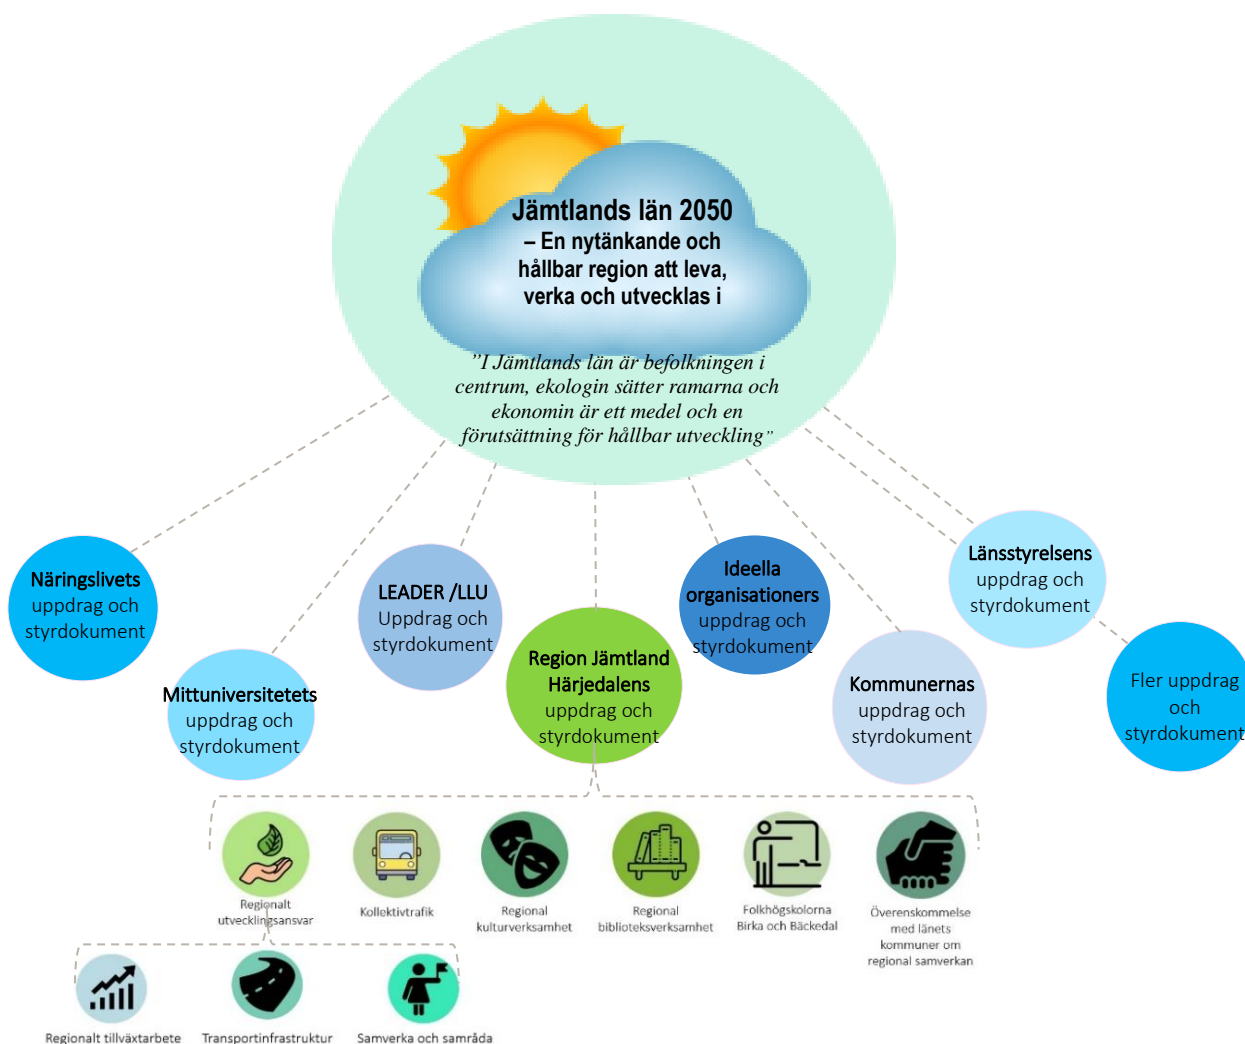 Jämtlands län 2050
– En nytänkande och
hållbar region att leva,
verka och utvecklas i
”I Jämtlands län är befolkningen i
centrum, ekologin sätter ramarna och
ekonomin är ett medel och en
förutsättning för hållbar utveckling”
Näringslivets
uppdrag och
styrdokument
Mittuniversitetets
uppdrag och
styrdokument
LEADER /LLU
Uppdrag och
styrdokument
Region Jämtland
Härjedalens
uppdrag och
styrdokument
Ideella
organisationers
uppdrag och
styrdokument
Kommunernas
uppdrag och
styrdokument
Länsstyrelsens
uppdrag och
styrdokument
Fler uppdrag
och
styrdokument
Regionalt
utvecklingsansvar
Kollektivtrafik
Regional
kulturverksamhet
Regional
biblioteksverksamhet
Folkhögskolorna
Birka och Bäckedal
Överenskommelse
med länets
kommuner om
regional samverkan
Regionalt tillväxtarbete
Transportinfrastruktur
Samverka och samråda